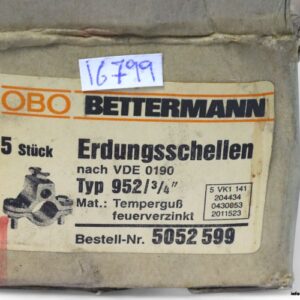 16799
OBO BETTERMANN
5 Stück Erdungsschellen
nach VDE 0190
Typ 952/3/4"
Mat.: Temperguß
feuerverzinkt
5 VK1 141
204434
0430853
2011523
Bestell-Nr. 5052 599